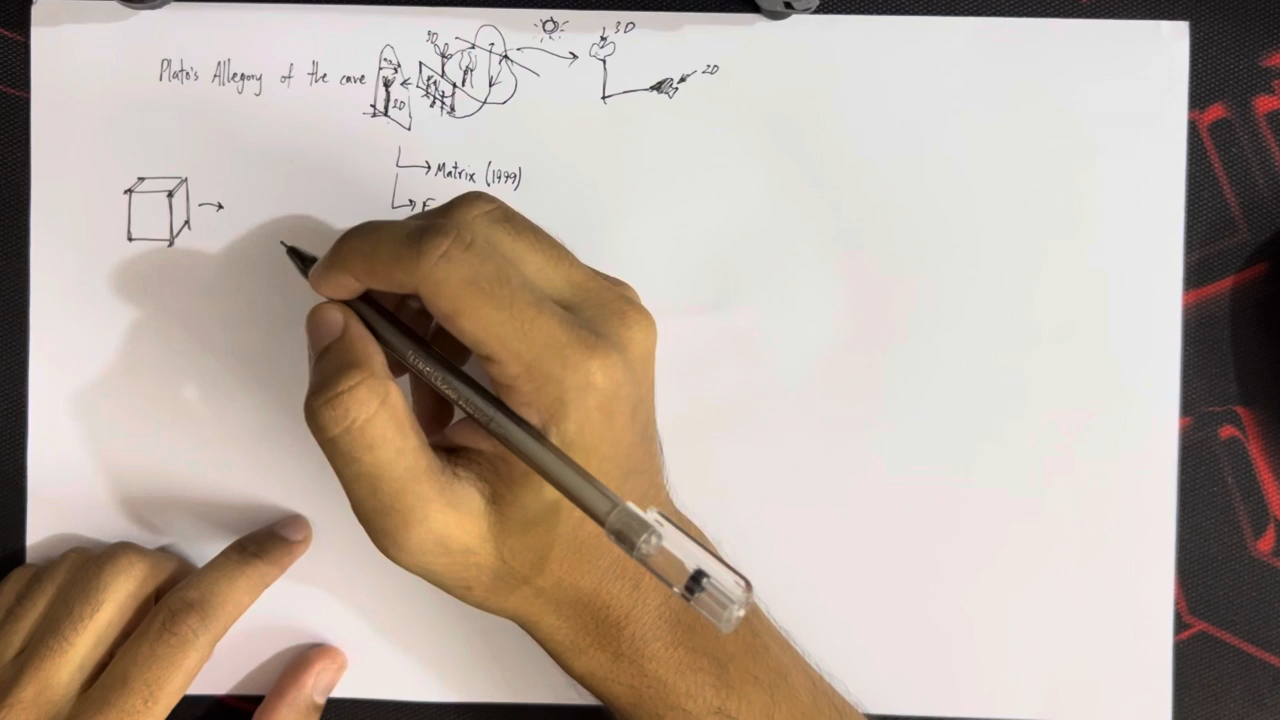 3D
3D
Plato's Allegory of the cave
2D
2D
Matrix (1999)
F